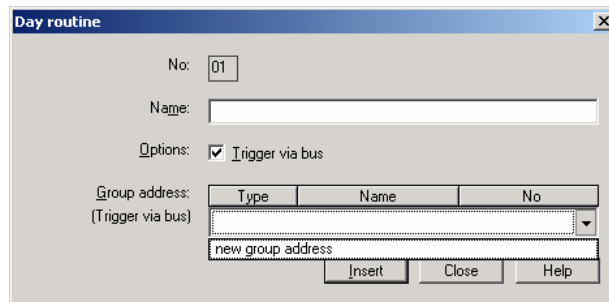 Day routine
No: 01
Name:
Options: Trigger via bus
Group address: Type Name No
(Trigger via bus)
new group address
Insert Close Help